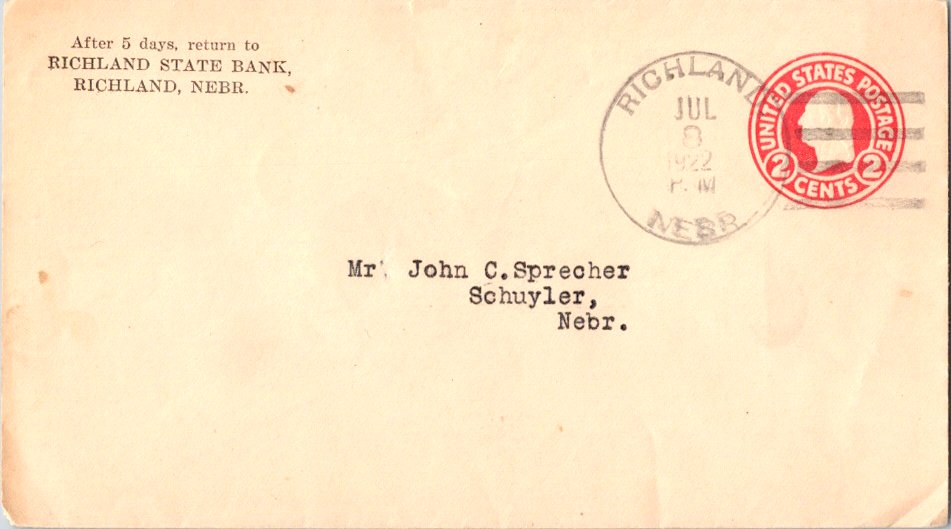 After 5 days, return to
RICHLAND STATE BANK,
RICHLAND, NEBR.
RICHLAND
JUL
8
1922
P. M
NEBR
UNITED STATES POSTAGE
2 CENTS 2
Mr. John C.Sprecher
Schuyler,
Nebr.